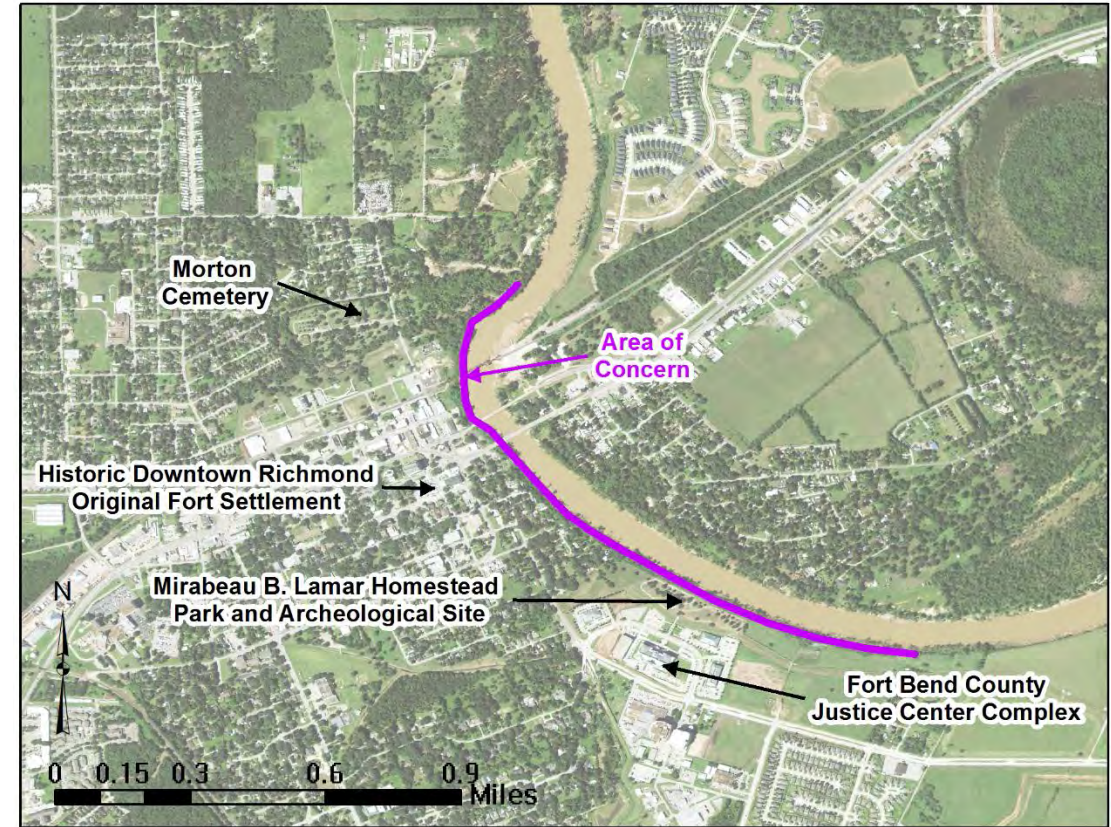 Morton
Cemetery
Area of
Concern
Historic Downtown Richmond
Original Fort Settlement
Mirabeau B. Lamar Homestead
Park and Archeological Site
N
Fort Bend County
Justice Center Complex
0 0.15 0.3 0.6 0.9
Miles